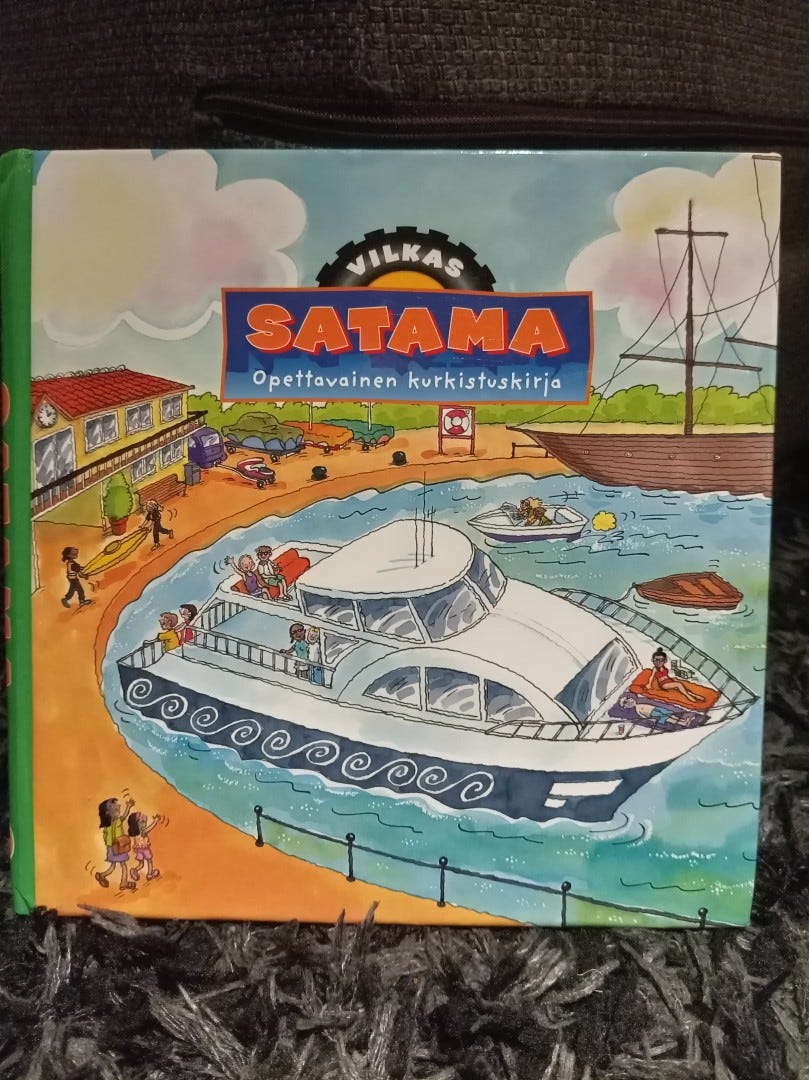 VILKAS
SATAMA
Opettavainen kurkistuskirja